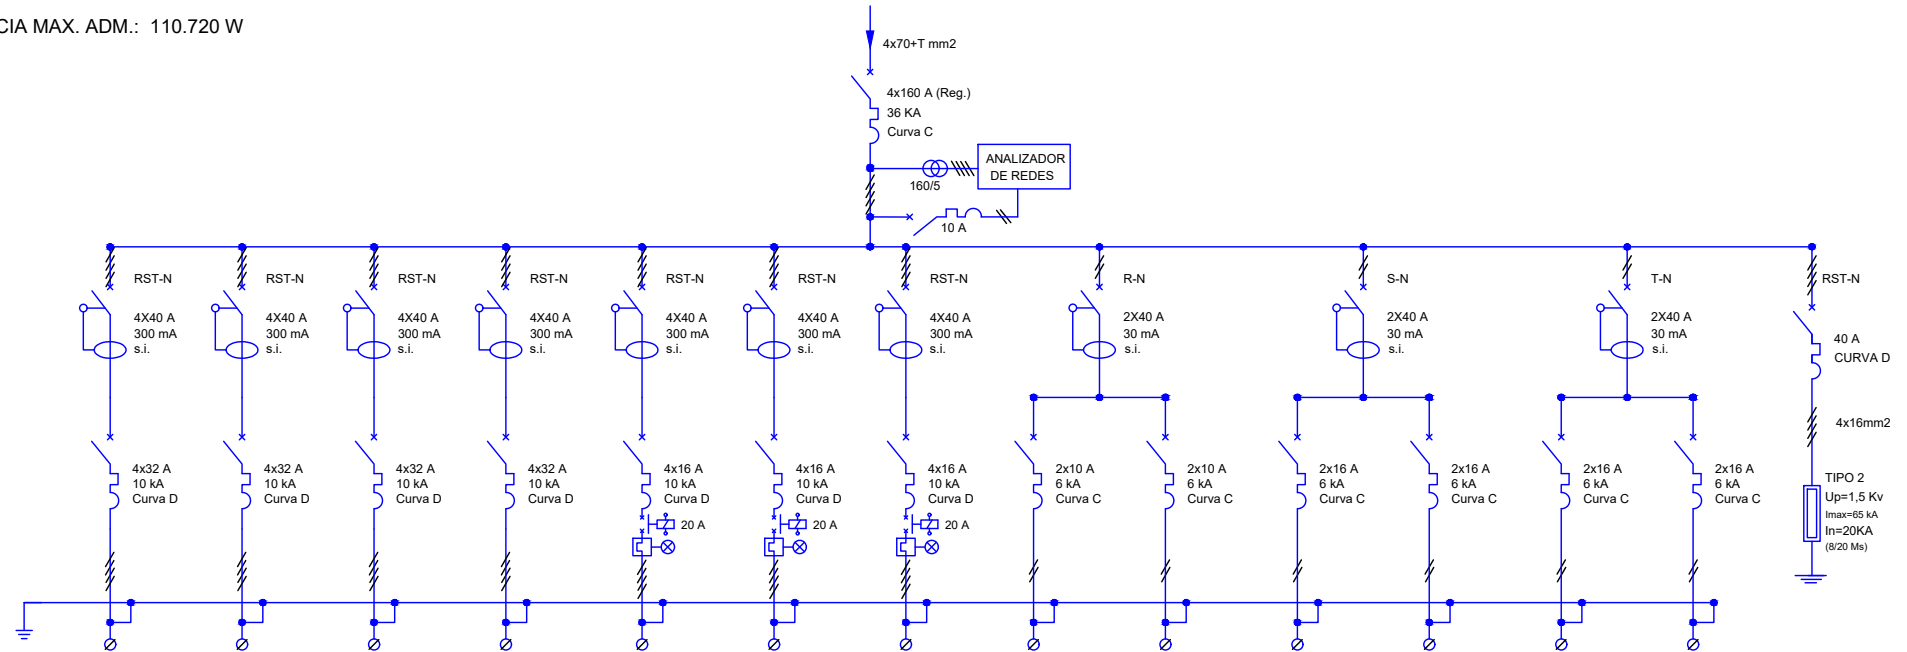 CIA MAX. ADM.: 110.720 W
4x70+T mm2
4x160 A (Reg.)
36 KA
Curva C
ANALIZADOR
DE REDES
160/5
10 A
RST-N
4X40 A
300 mA
s.i.
RST-N
4X40 A
300 mA
s.i.
RST-N
4X40 A
300 mA
s.i.
RST-N
4X40 A
300 mA
s.i.
RST-N
4X40 A
300 mA
s.i.
RST-N
4X40 A
300 mA
s.i.
RST-N
4X40 A
300 mA
s.i.
R-N
2X40 A
30 mA
s.i.
S-N
2X40 A
30 mA
s.i.
T-N
2X40 A
30 mA
s.i.
RST-N
40 A
CURVA D
4x16mm2
4x32 A
10 kA
Curva D
4x32 A
10 kA
Curva D
4x32 A
10 kA
Curva D
4x32 A
10 kA
Curva D
4x16 A
10 kA
Curva D
20 A
4x16 A
10 kA
Curva D
20 A
4x16 A
10 kA
Curva D
20 A
2x10 A
6 kA
Curva C
2x10 A
6 kA
Curva C
2x16 A
6 kA
Curva C
2x16 A
6 kA
Curva C
2x16 A
6 kA
Curva C
2x16 A
6 kA
Curva C
TIPO 2
Up=1,5 Kv
Imax=65 kA
In=20KA
(8/20 Ms)